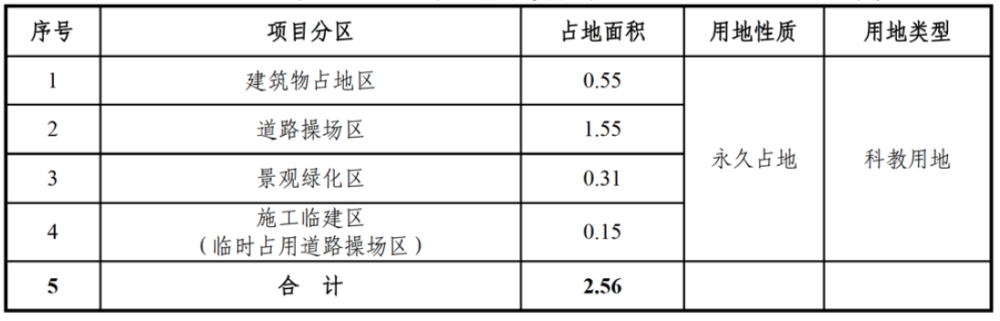 序号 项目分区 占地面积 用地性质 用地类型
1 建筑物占地区 0.55 永久占地 科教用地
2 道路操场区 1.55
3 景观绿化区 0.31
4 施工临建区
（临时占用道路操场区） 0.15
5 合 计 2.56